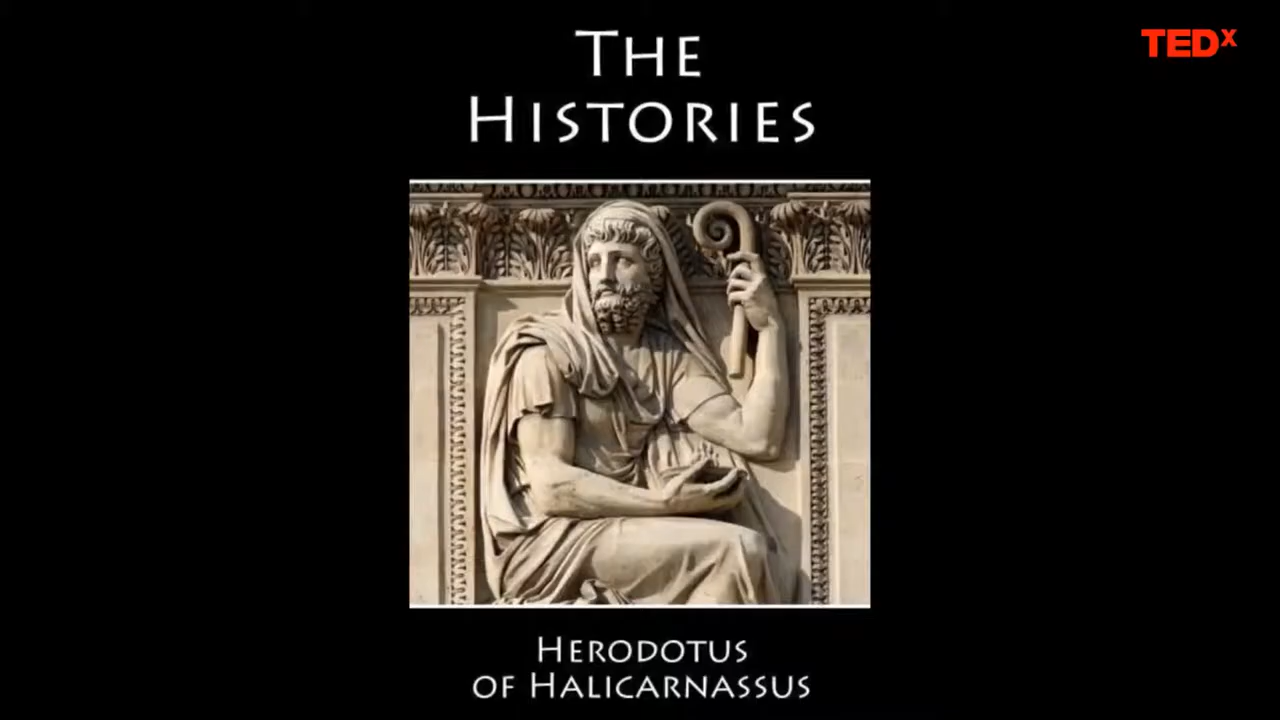 THE
HISTORIES
TEDx
HERODOTUS
OF HALICARNASSUS